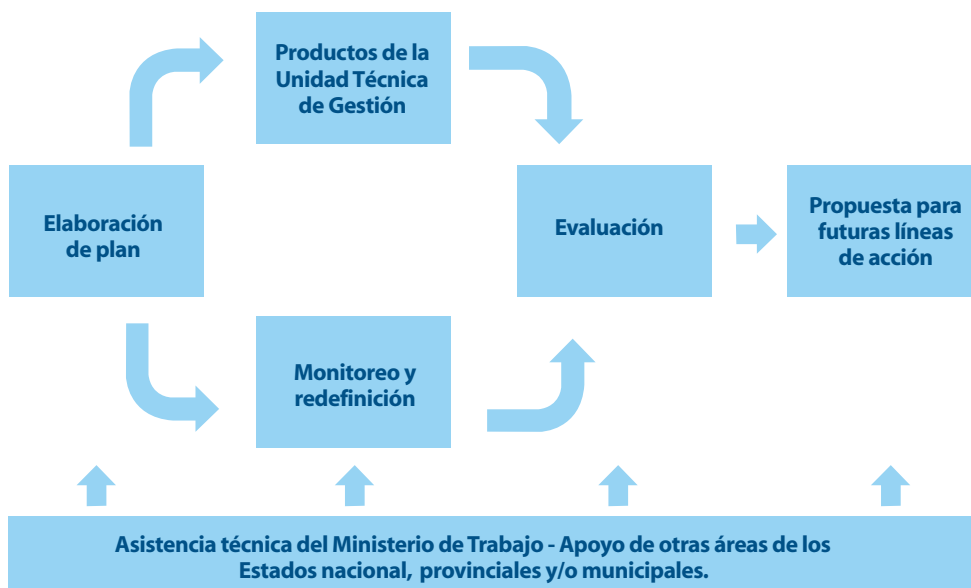 Productos de la
Unidad Técnica
de Gestión
Elaboración
de plan
Evaluación
Propuesta para
futuras líneas
de acción
Monitoreo y
redefinición
Asistencia técnica del Ministerio de Trabajo - Apoyo de otras áreas de los
Estados nacional, provinciales y/o municipales.